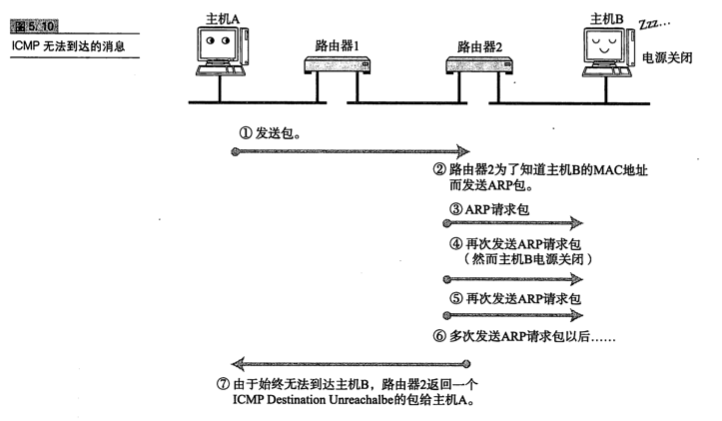 图5.10
ICMP 无法到达的消息
主机A
路由器1
路由器2
主机B
Zzz...
电源关闭
① 发送包。
② 路由器2为了知道主机B的MAC地址
而发送ARP包。
③ ARP请求包
④ 再次发送ARP请求包
（然而主机B电源关闭）
⑤ 再次发送ARP请求包
⑥ 多次发送ARP请求包以后……
⑦ 由于始终无法到达主机B，路由器2返回一个
ICMP Destination Unreachalbe的包给主机A。